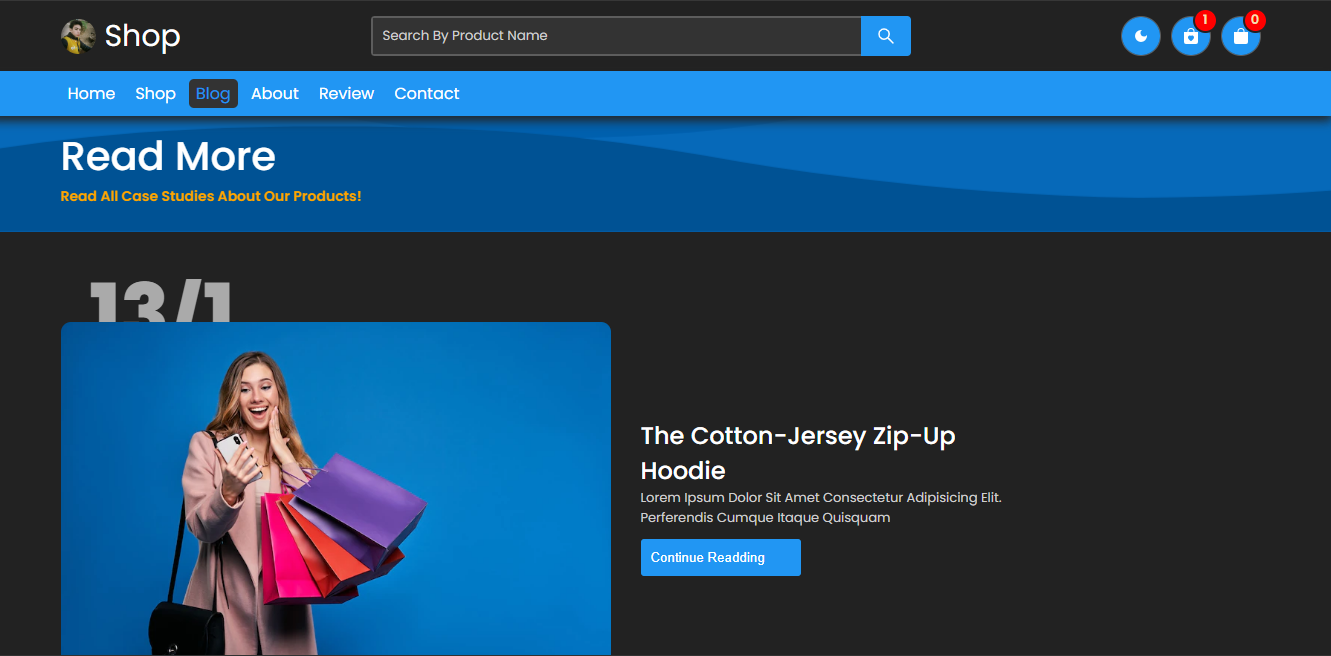 Shop
Search By Product Name
1
0
Home
Shop
Blog
About
Review
Contact
Read More
Read All Case Studies About Our Products!
13/1
The Cotton-Jersey Zip-Up
Hoodie
Lorem Ipsum Dolor Sit Amet Consectetur Adipisicing Elit.
Perferendis Cumque Itaque Quisquam
Continue Readding